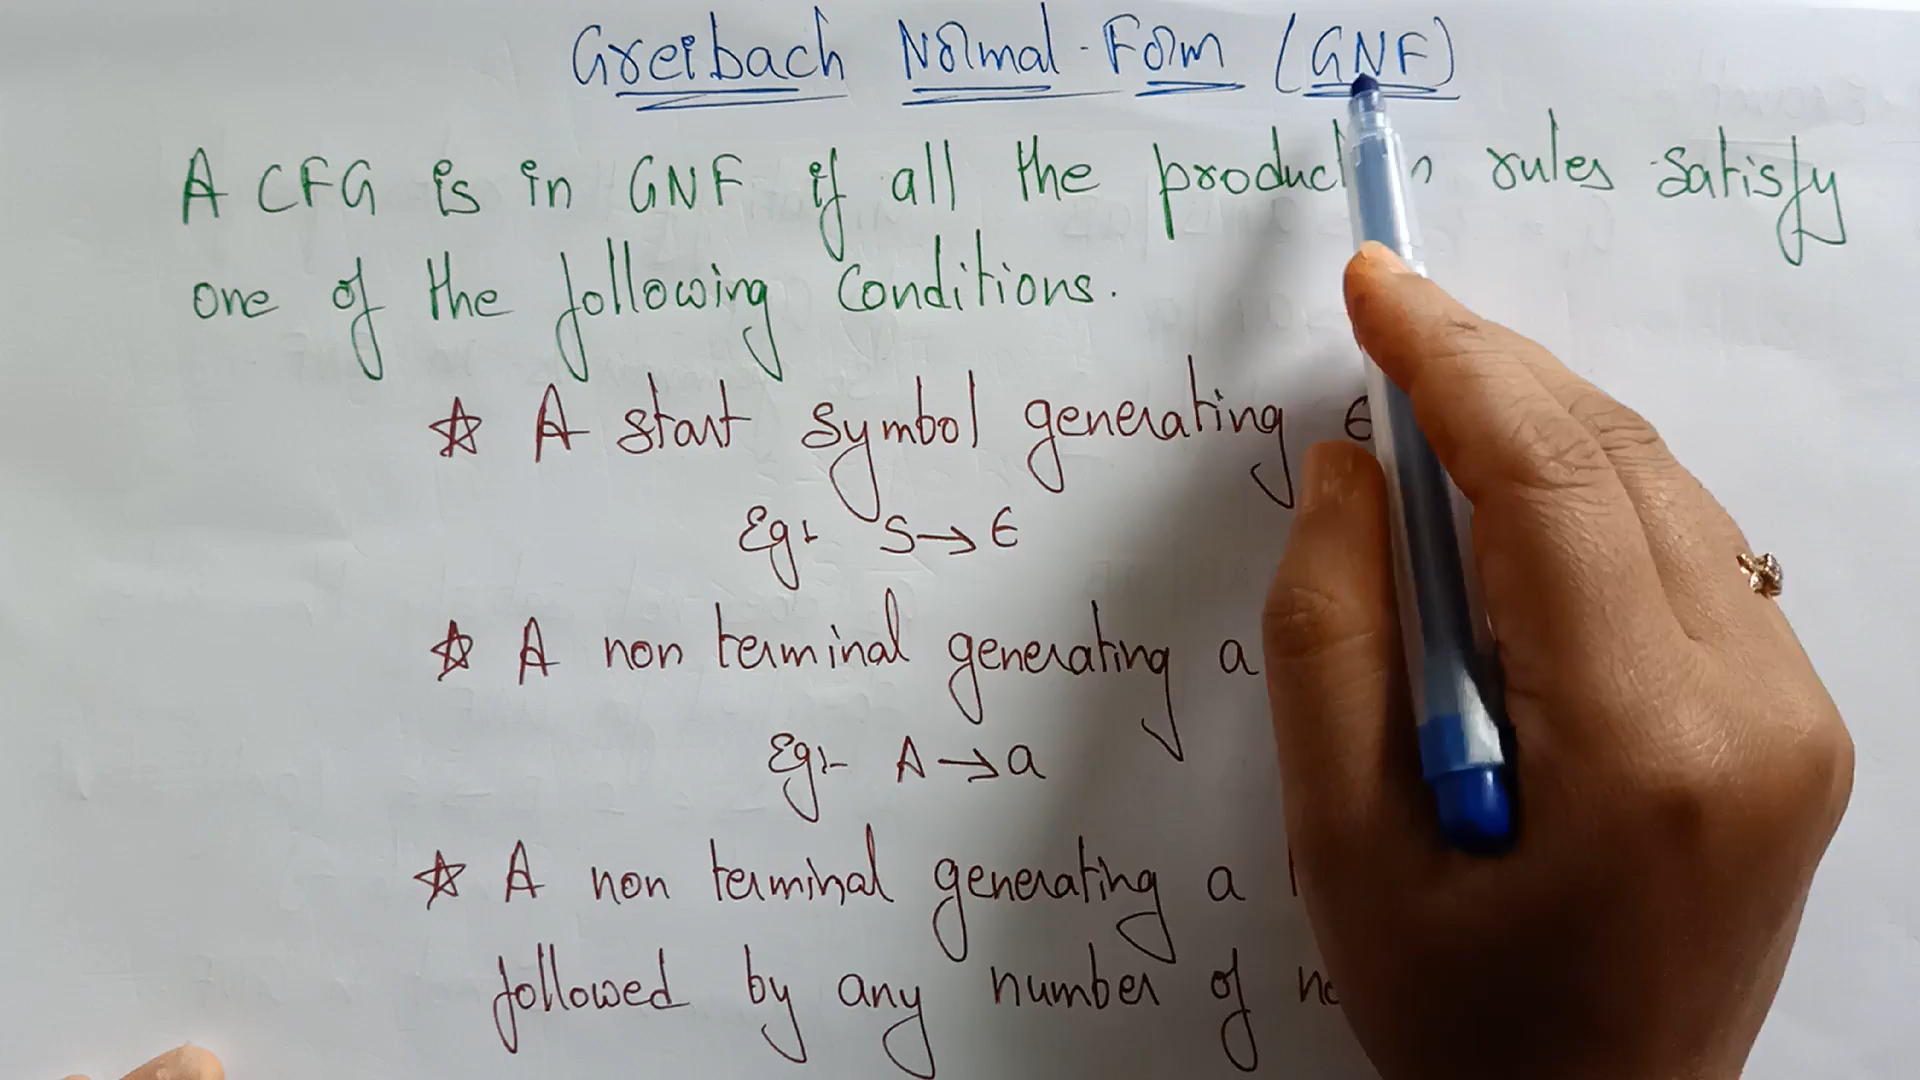 Greibach Normal-Form (GNF)
A CFG is in GNF if all the rules satisfy
one of the following conditions.
☆ A start symbol generating ϵ
Eg:- S→ϵ
☆ A non terminal generating a
Eg:- A→a
☆ A non terminal generating a
followed by any number of